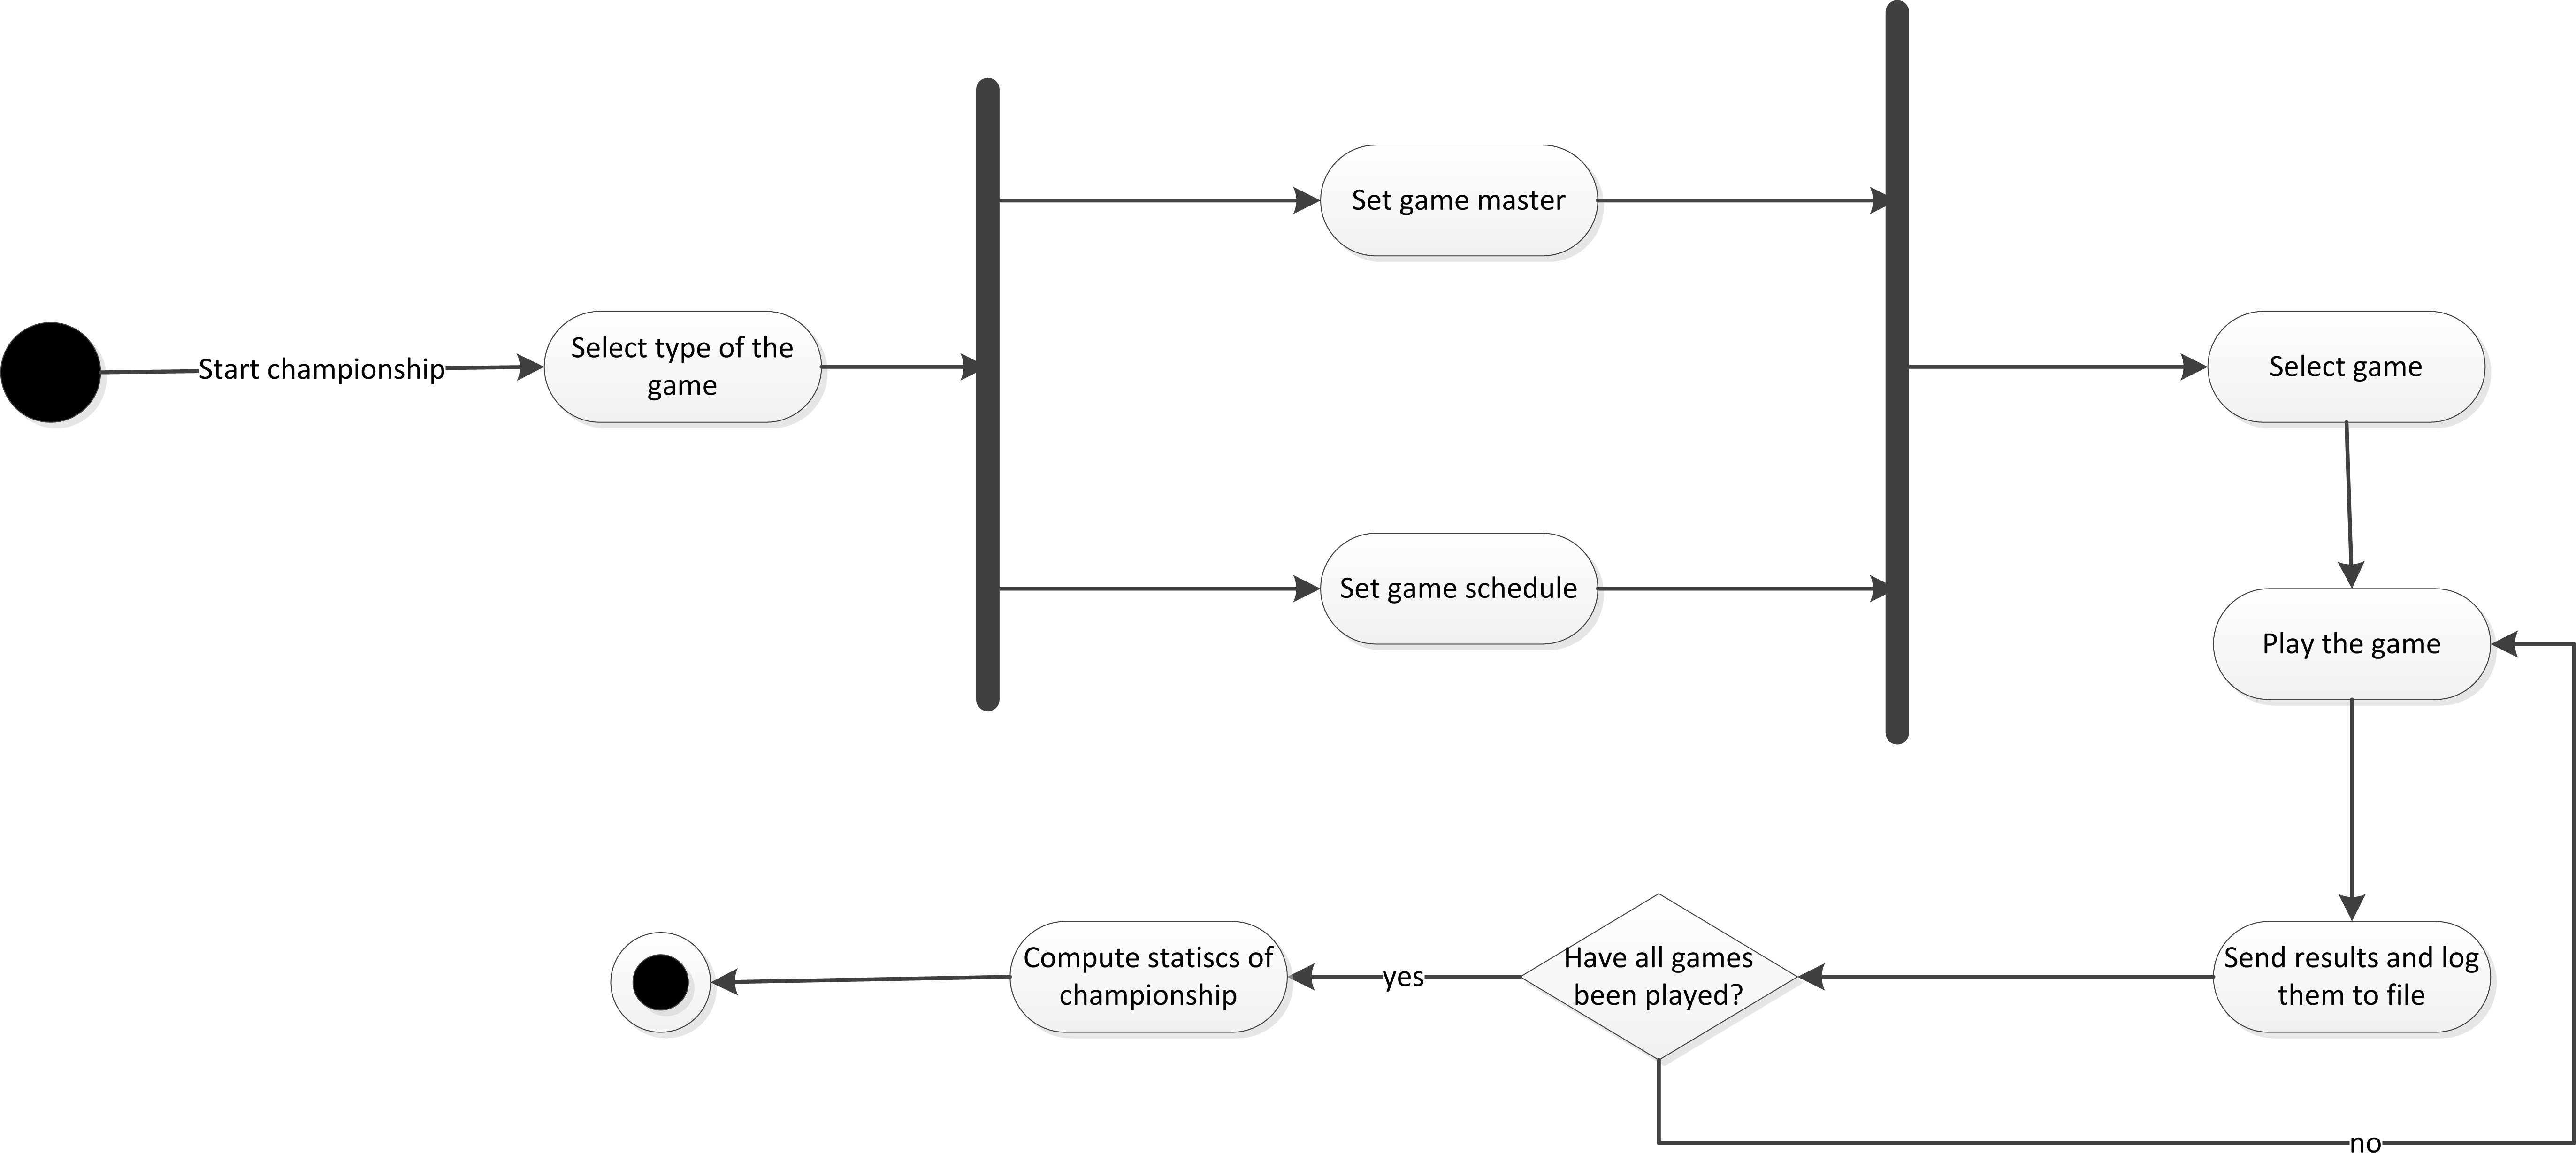 Start championship
Select type of the
game
Set game master
Set game schedule
Select game
Play the game
Send results and log
them to file
Have all games
been played?
yes
Compute statiscs of
championship
no